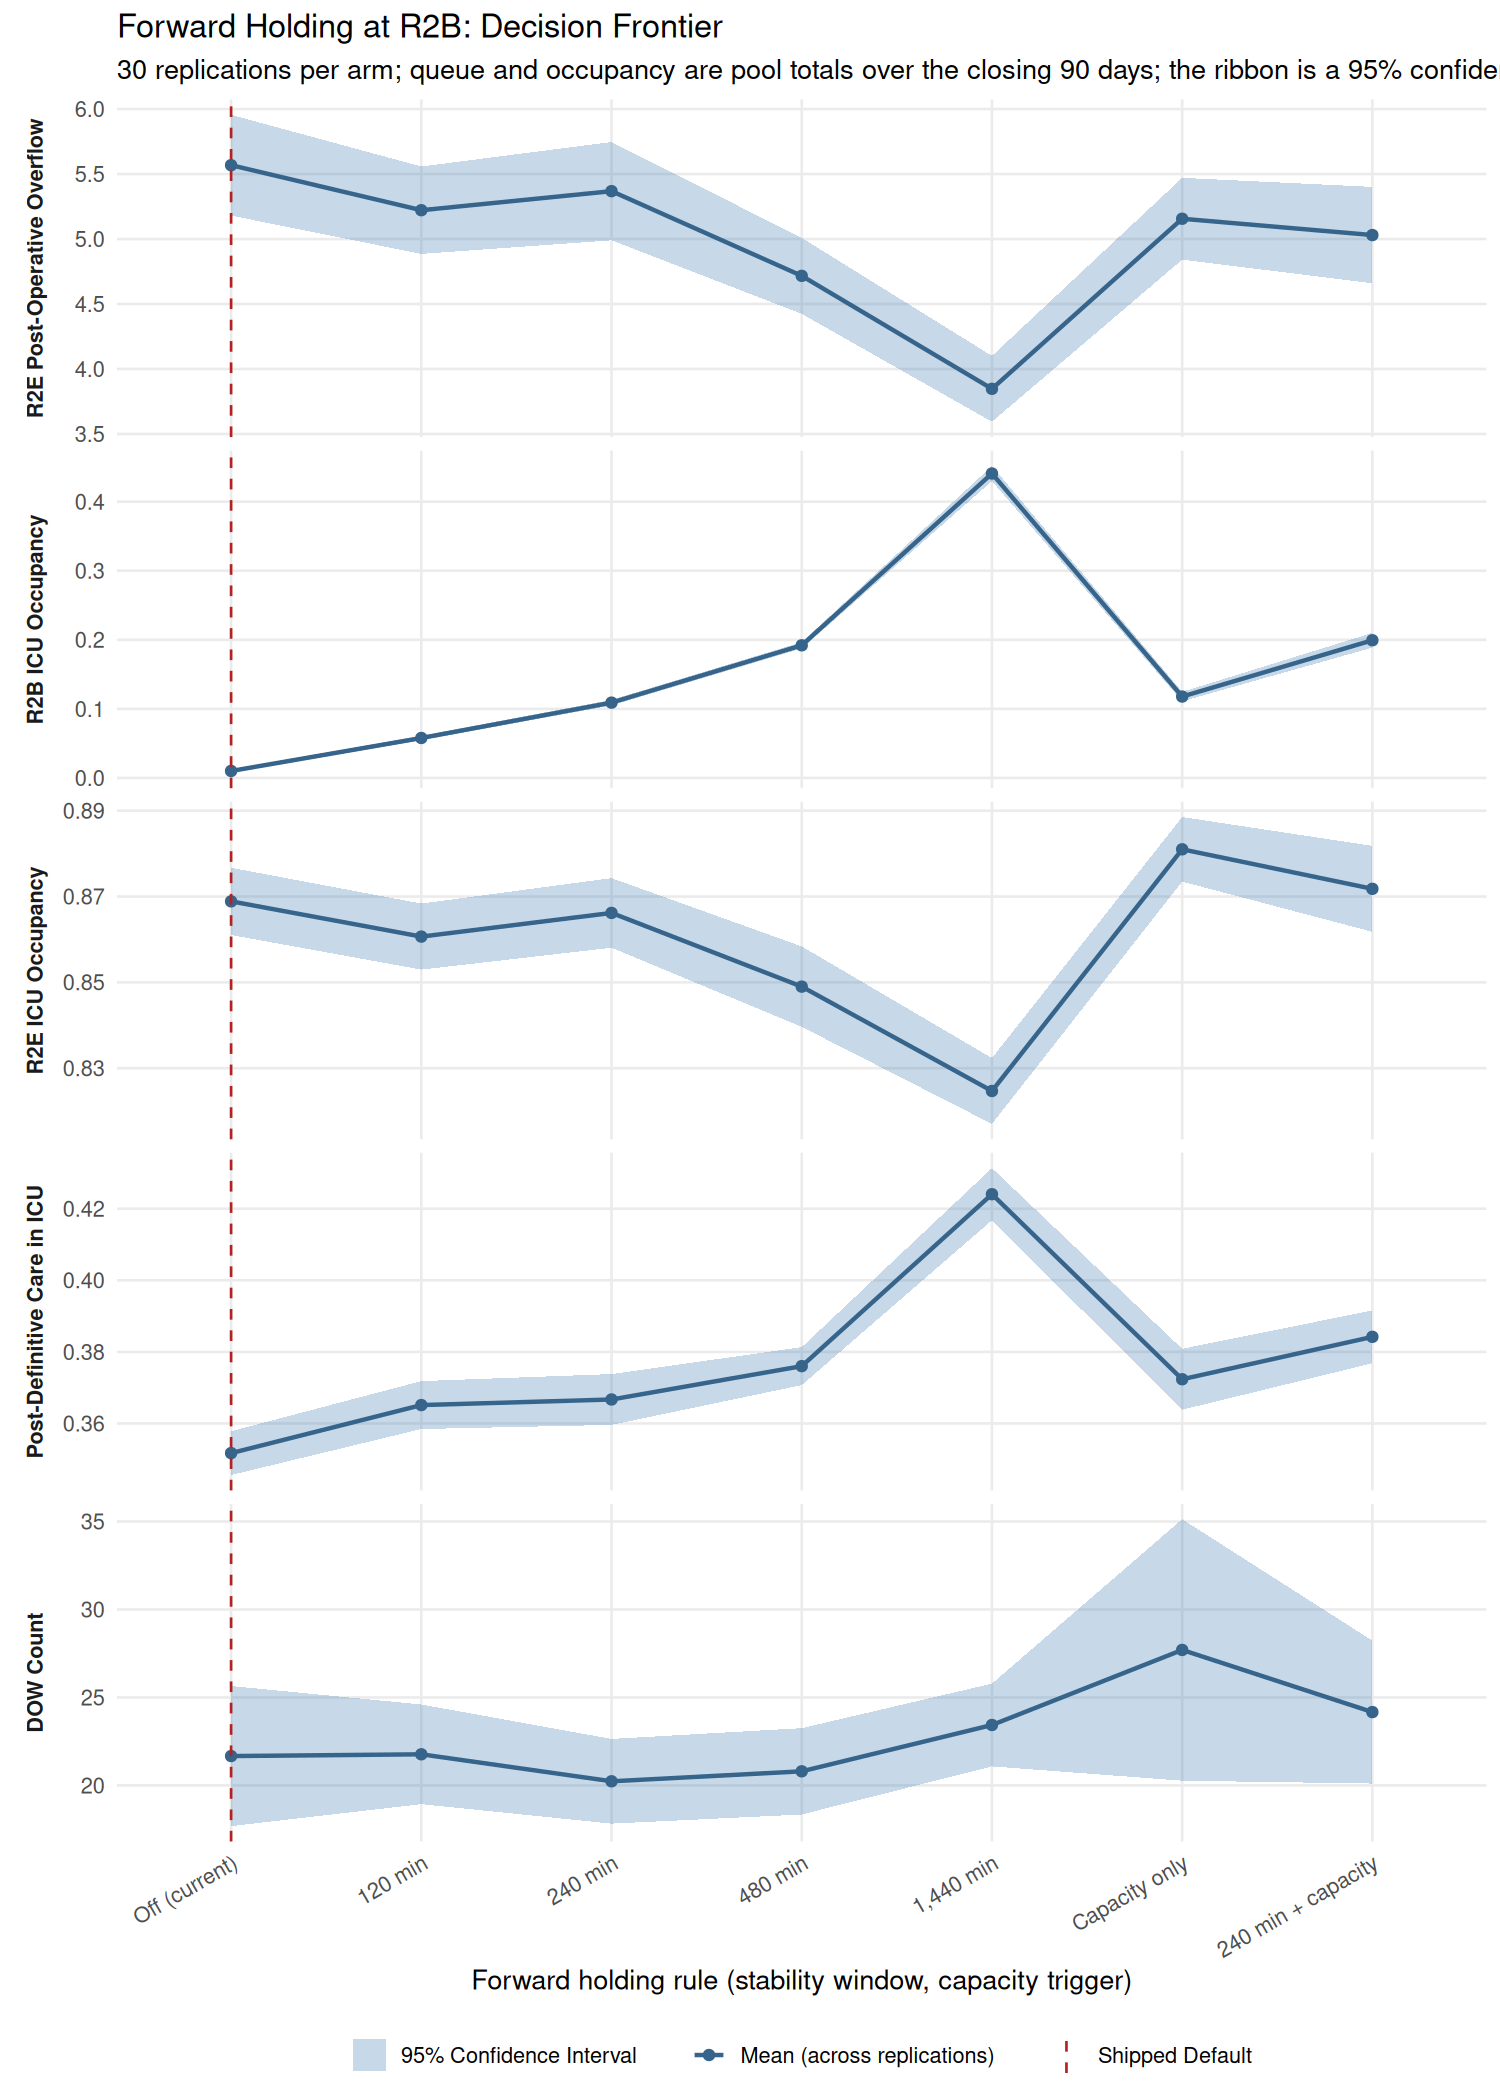 Forward Holding at R2B: Decision Frontier
30 replications per arm; queue and occupancy are pool totals over the closing 90 days; the ribbon is a 95%
R2E Post-Operative Overflow
6.0
5.5
5.0
4.5
4.0
3.5
R2B ICU Occupancy
0.4
0.3
0.2
0.1
0.0
R2E ICU Occupancy
0.89
0.87
0.85
0.83
Post-Definitive Care in ICU
0.42
0.40
0.38
0.36
DOW Count
35
30
25
20
Off (current)
120 min
240 min
480 min
1,440 min
Capacity only
240 min + capacity
Forward holding rule (stability window, capacity trigger)
95% Confidence Interval
Mean (across replications)
Shipped Default